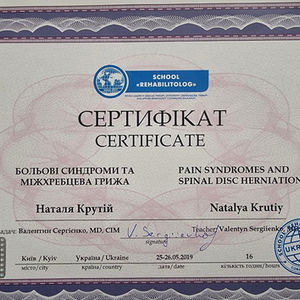 SCHOOL
«REHABILITOLOG»
СЕРТИФІКАТ
CERTIFICATE
БОЛЬОВІ СИНДРОМИ ТА
МІЖХРЕБЦЕВА ГРИЖА
PAIN SYNDROMES AND
SPINAL DISC HERNIATION
Наталя Крутій
Natalya Krutiy
Валентин Сергієнко, MD, CIM
V. Sergiienko
Teacher: Valentyn Sergiienko,
signature
Київ / Kyiv
Україна / Ukraine
25-26.05.2019
16
місто/city
країна/country
дата/date
кількість годин/hours